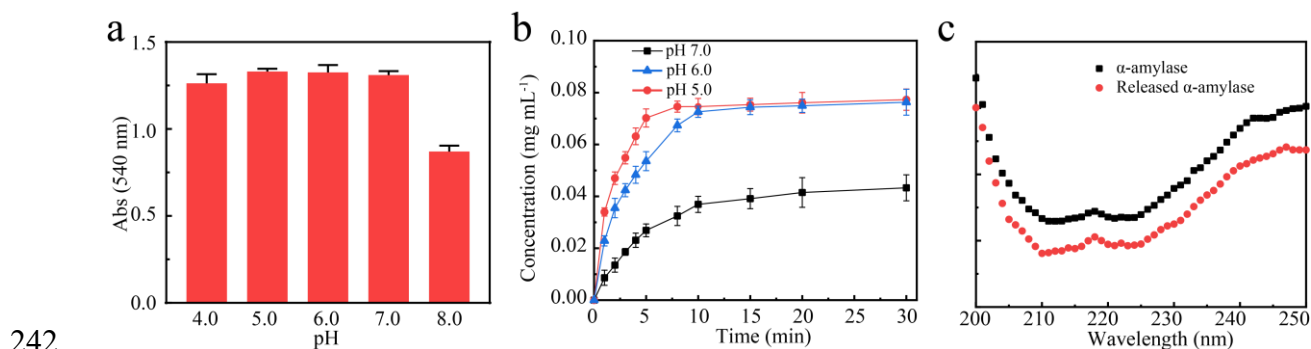 a
Abs (540 nm)
1.5
1.0
0.5
0.0
4.0 5.0 6.0 7.0 8.0
pH
b
Concentration (mg mL⁻¹)
0.10
0.08
0.06
0.04
0.02
0.00
pH 7.0
pH 6.0
pH 5.0
0 5 10 15 20 25 30
Time (min)
c
α-amylase
Released α-amylase
200 210 220 230 240 250
Wavelength (nm)
242